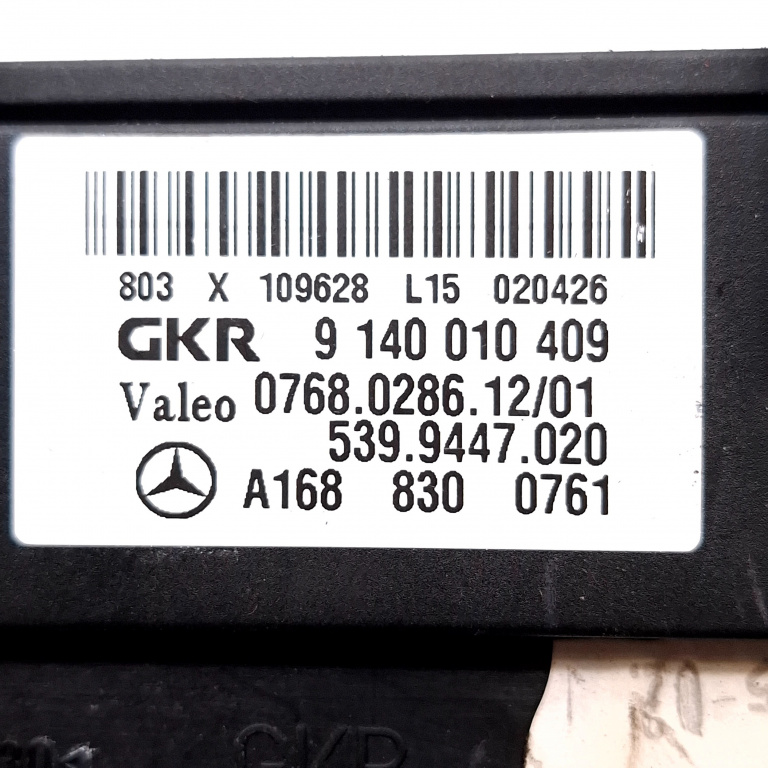 803 X 109628 L15 020426
GKR 9 140 010 409
Valeo 0768.0286.12/01
539.9447.020
A168 830 0761
GKR